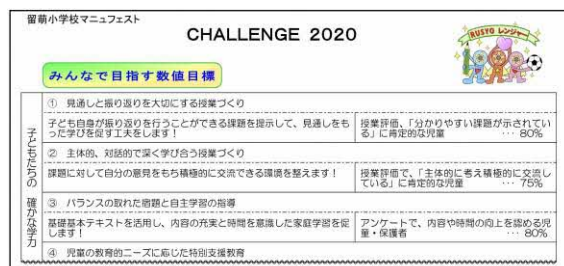 留萌小学校マニュフェスト
CHALLENGE 2020
RUSYO レンジャー
みんなで目指す数値目標
子どもたちの 確かな学力
① 見通しと振り返りを大切にする授業づくり
子ども自身が振り返りを行うことができる課題を提示して、見通しをも
った学びを促す工夫をします！
授業評価、「分かりやすい課題が示されてい
る」に肯定的な児童 … 80%
② 主体的、対話的で深く学び合う授業づくり
課題に対して自分の意見をもち積極的に交流できる環境を整えます！
授業評価で、「主体的に考え積極的に交流し
ている」に肯定的な児童 … 75%
③ バランスの取れた宿題と自主学習の指導
基礎基本テキストを活用し、内容の充実と時間を意識した家庭学習を促
します！
アンケートで、内容や時間の向上を認める児
童・保護者 … 80%
④ 児童の教育的ニーズに応じた特別支援教育